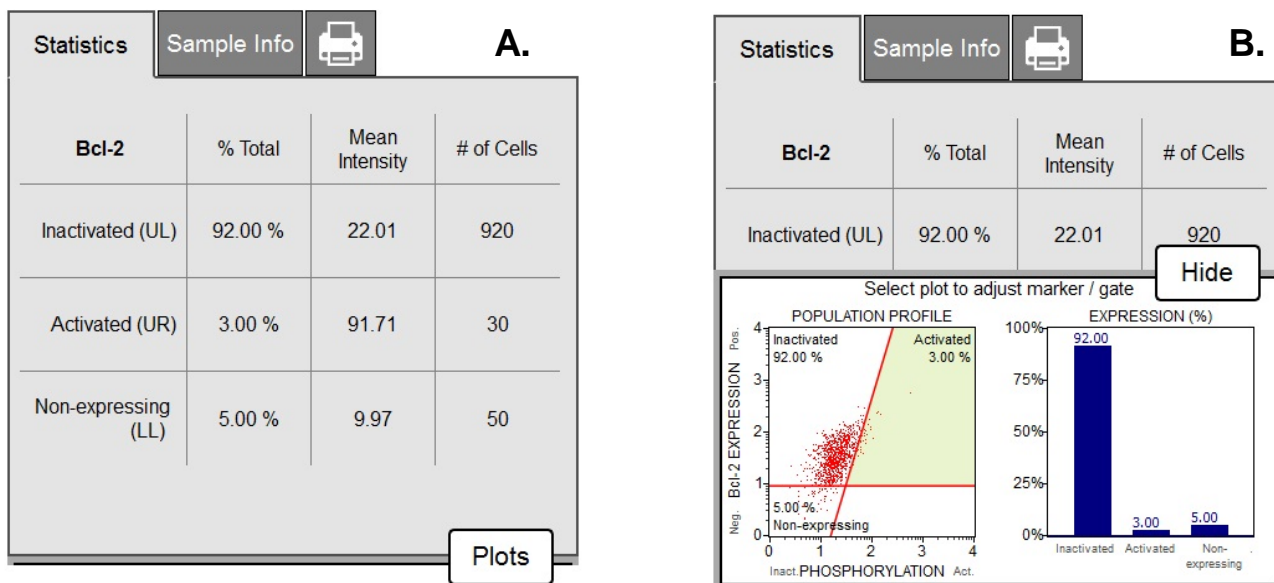 A.
Statistics Sample Info
Bcl-2 % Total Mean Intensity # of Cells
Inactivated (UL) 92.00 % 22.01 920
Activated (UR) 3.00 % 91.71 30
Non-expressing (LL) 5.00 % 9.97 50
Plots
B.
Statistics Sample Info
Bcl-2 % Total Mean Intensity # of Cells
Inactivated (UL) 92.00 % 22.01 920
Hide
Select plot to adjust marker / gate
POPULATION PROFILE
Neg. Bcl-2 EXPRESSION Pos.
4
3
2
1
0
Inactivated
92.00 %
Activated
3.00 %
5.00 %
Non-expressing
0 1 2 3 4
Inact. PHOSPHORYLATION Act.
EXPRESSION (%)
100%
75%
50%
25%
0%
92.00
3.00
5.00
Inactivated Activated Non-expressing